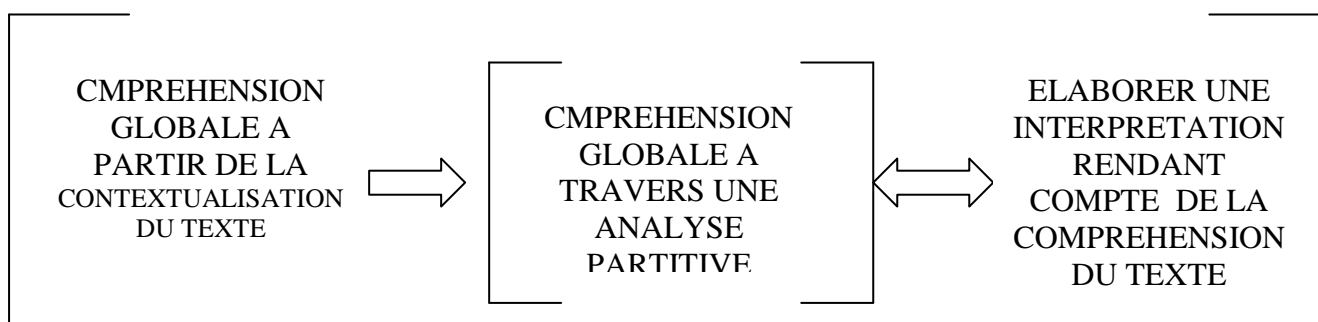 CMPREHENSION
GLOBALE A
PARTIR DE LA
CONTEXTUALISATION
DU TEXTE
CMPREHENSION
GLOBALE A
TRAVERS UNE
ANALYSE
PARTITIVE
ELABORER UNE
INTERPRETATION
RENDANT
COMPTE DE LA
COMPREHENSION
DU TEXTE